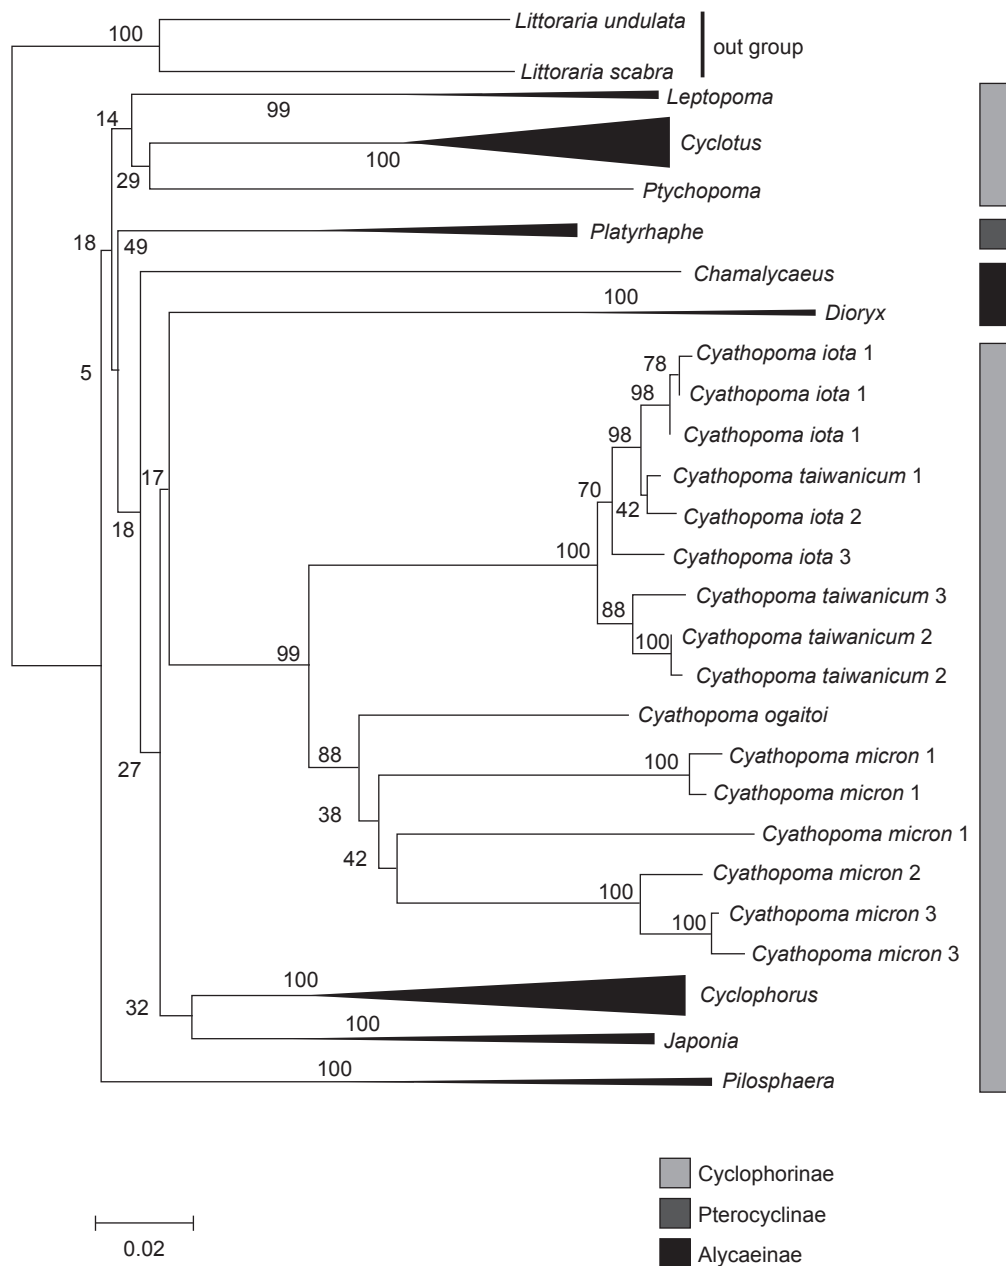 100
Littoraria undulata
out group
Littoraria scabra
Leptopoma
99
14
Cyclotus
100
29
Ptychopoma
18
49
Platyrhaphe
Chamalycaeus
100
Dioryx
5
78
Cyathopoma iota 1
98
Cyathopoma iota 1
98
Cyathopoma iota 1
17
Cyathopoma taiwanicum 1
70
42
Cyathopoma iota 2
18
100
Cyathopoma iota 3
88
Cyathopoma taiwanicum 3
100
Cyathopoma taiwanicum 2
99
Cyathopoma taiwanicum 2
Cyathopoma ogaitoi
88
100
Cyathopoma micron 1
27
Cyathopoma micron 1
38
Cyathopoma micron 1
42
Cyathopoma micron 2
100
100
Cyathopoma micron 3
Cyathopoma micron 3
100
Cyclophorus
32
100
Japonia
100
Pilosphaera
Cyclophorinae
Pterocyclinae
Alycaeinae
0.02